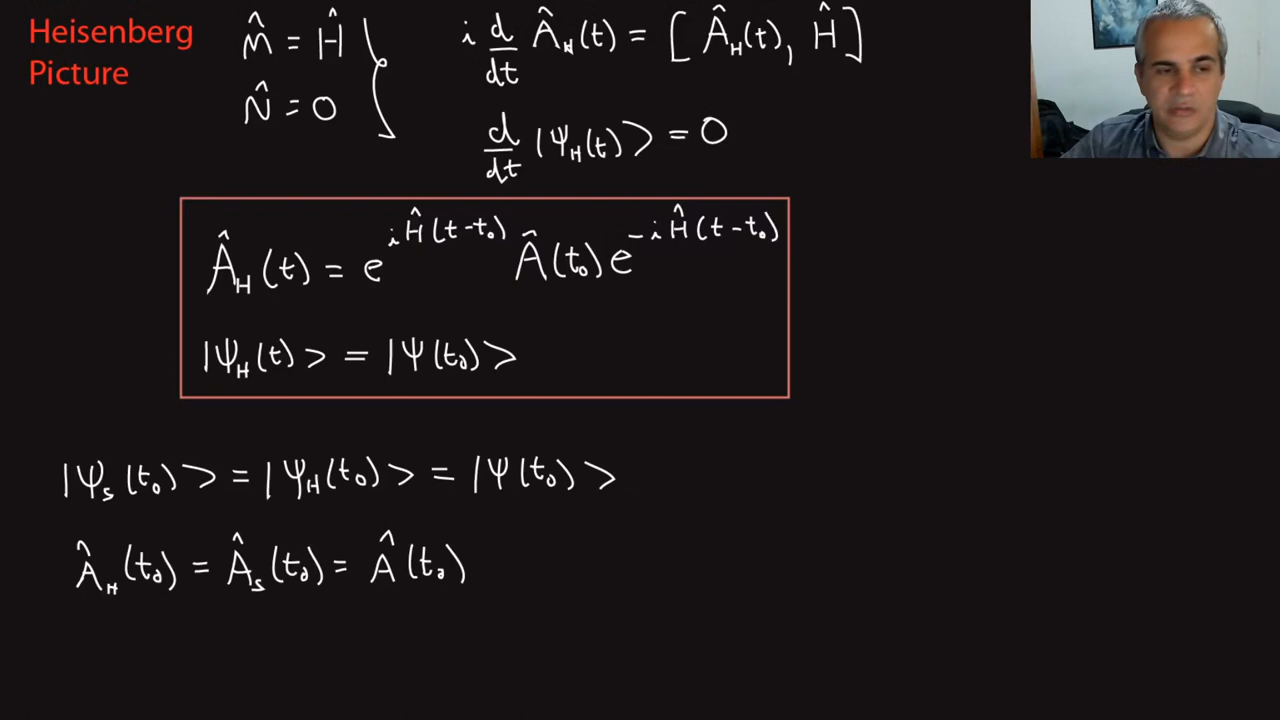 Heisenberg
Picture
M̂ = Ĥ
N̂ = 0
i d/dt Â_H(t) = [Â_H(t), Ĥ]
d/dt |Ψ_H(t)> = 0
Â_H(t) = e^{iĤ(t-t₀)} Â(t₀) e^{-iĤ(t-t₀)}
|Ψ_H(t)> = |Ψ(t₀)>
|Ψ_S(t₀)> = |Ψ_H(t₀)> = |Ψ(t₀)>
Â_H(t₀) = Â_S(t₀) = Â(t₀)